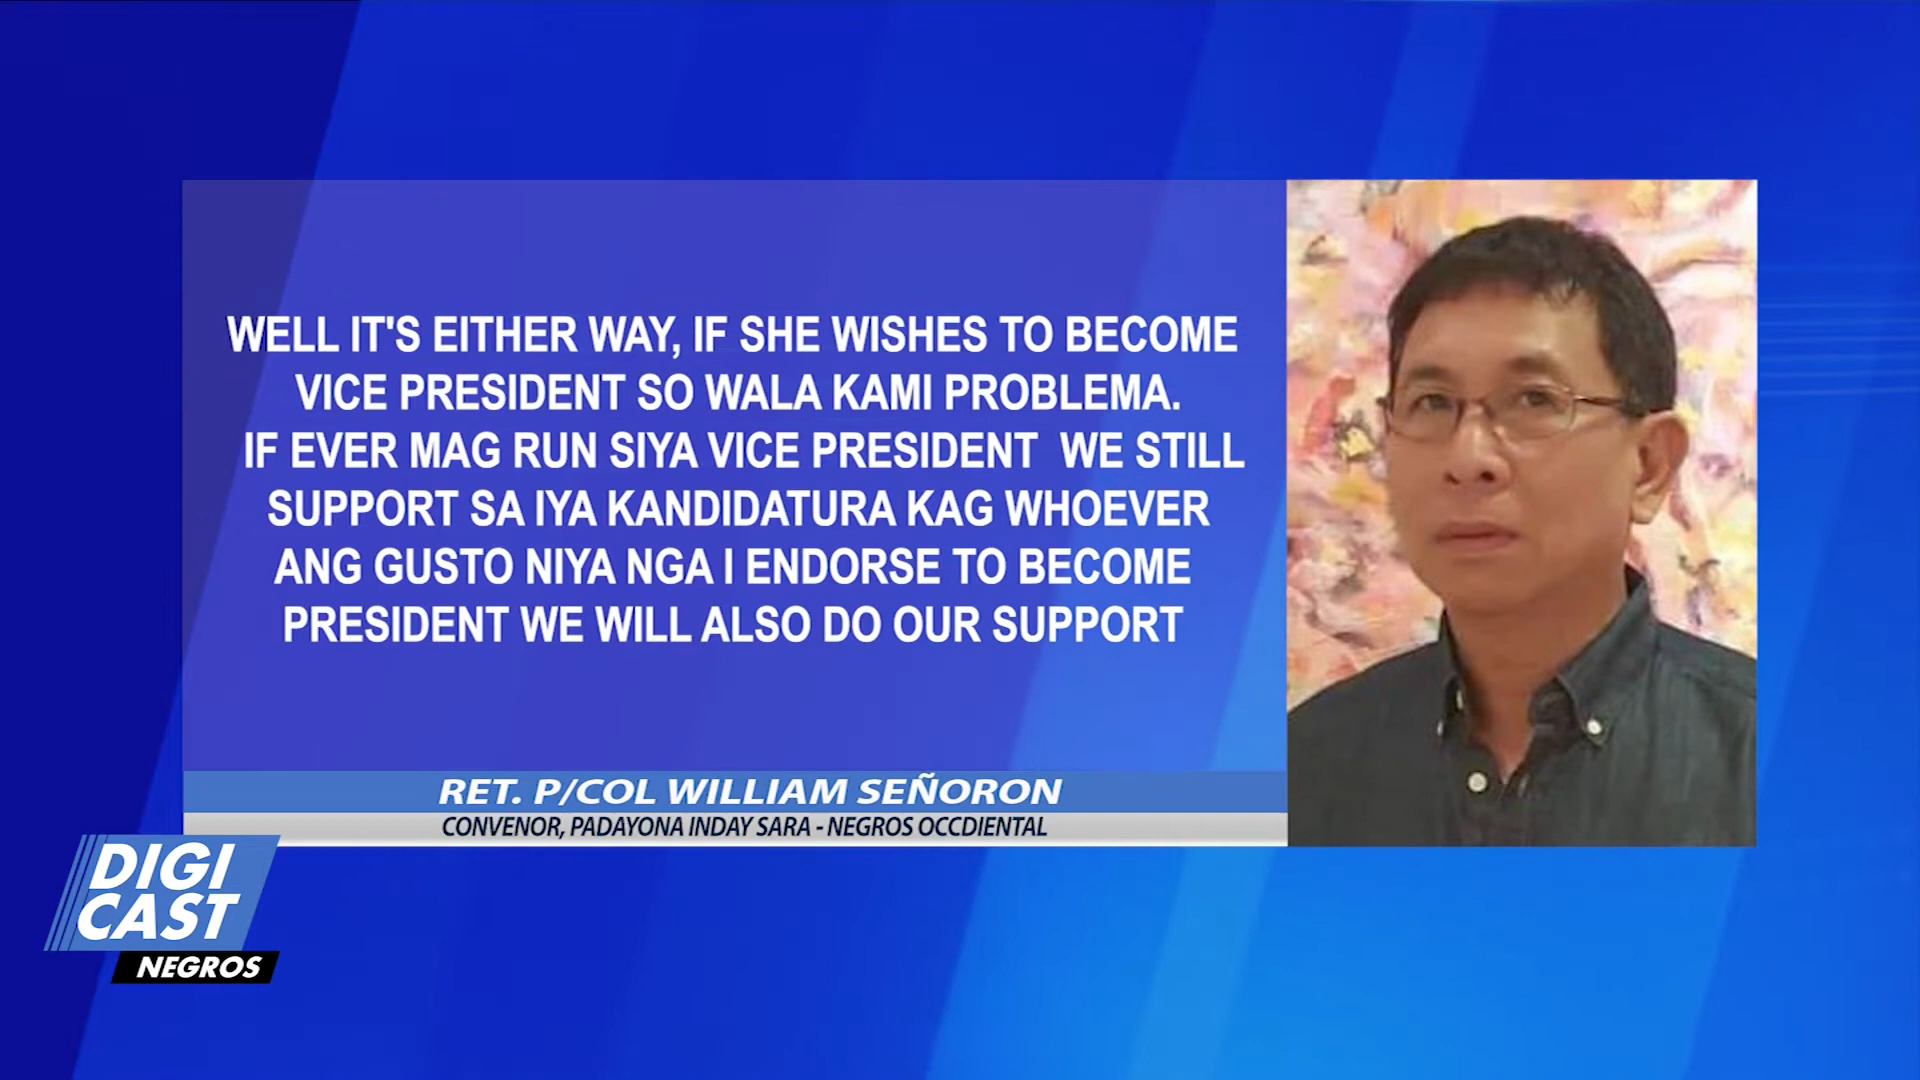 WELL IT'S EITHER WAY, IF SHE WISHES TO BECOME
VICE PRESIDENT SO WALA KAMI PROBLEMA.
IF EVER MAG RUN SIYA VICE PRESIDENT  WE STILL
SUPPORT SA IYA KANDIDATURA KAG WHOEVER
ANG GUSTO NIYA NGA I ENDORSE TO BECOME
PRESIDENT WE WILL ALSO DO OUR SUPPORT
RET. P/COL WILLIAM SEÑORON
CONVENOR, PADAYONA INDAY SARA - NEGROS OCCDIENTAL
DIGI
CAST
NEGROS